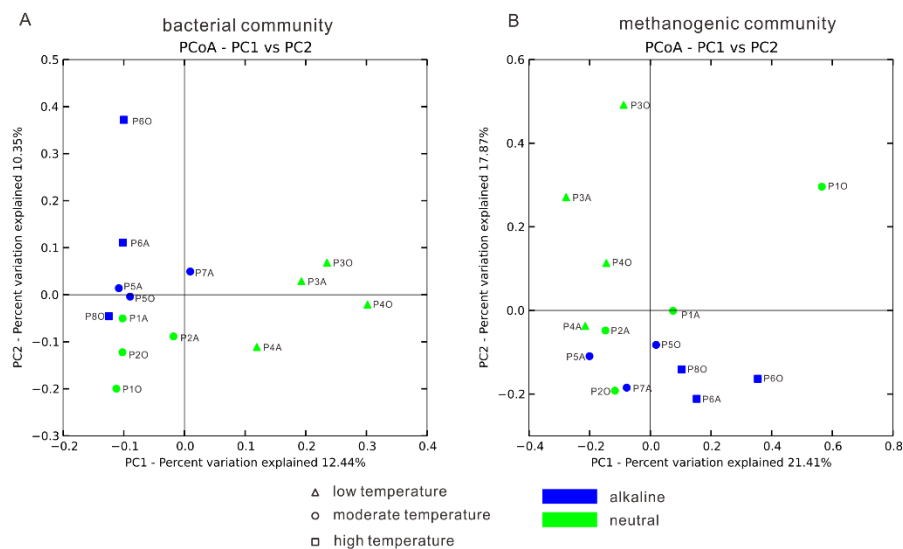 A
bacterial community
PCoA - PC1 vs PC2
0.5
0.4
0.3
0.2
0.1
0.0
−0.1
−0.2
−0.3
PC2 - Percent variation explained 10.35%
P6O
P6A
P7A
P5A
P5O
P8O
P1A
P2O
P1O
P2A
P3O
P3A
P4O
P4A
−0.2
−0.1
0.0
0.1
0.2
0.3
0.4
PC1 - Percent variation explained 12.44%
B
methanogenic community
PCoA - PC1 vs PC2
0.6
0.4
0.2
0.0
−0.2
PC2 - Percent variation explained 17.87%
P3O
P1O
P3A
P4O
P1A
P4A
P2A
P5O
P5A
P8O
P6O
P2O
P7A
P6A
−0.4
−0.2
0.0
0.2
0.4
0.6
0.8
PC1 - Percent variation explained 21.41%
low temperature
moderate temperature
high temperature
alkaline
neutral